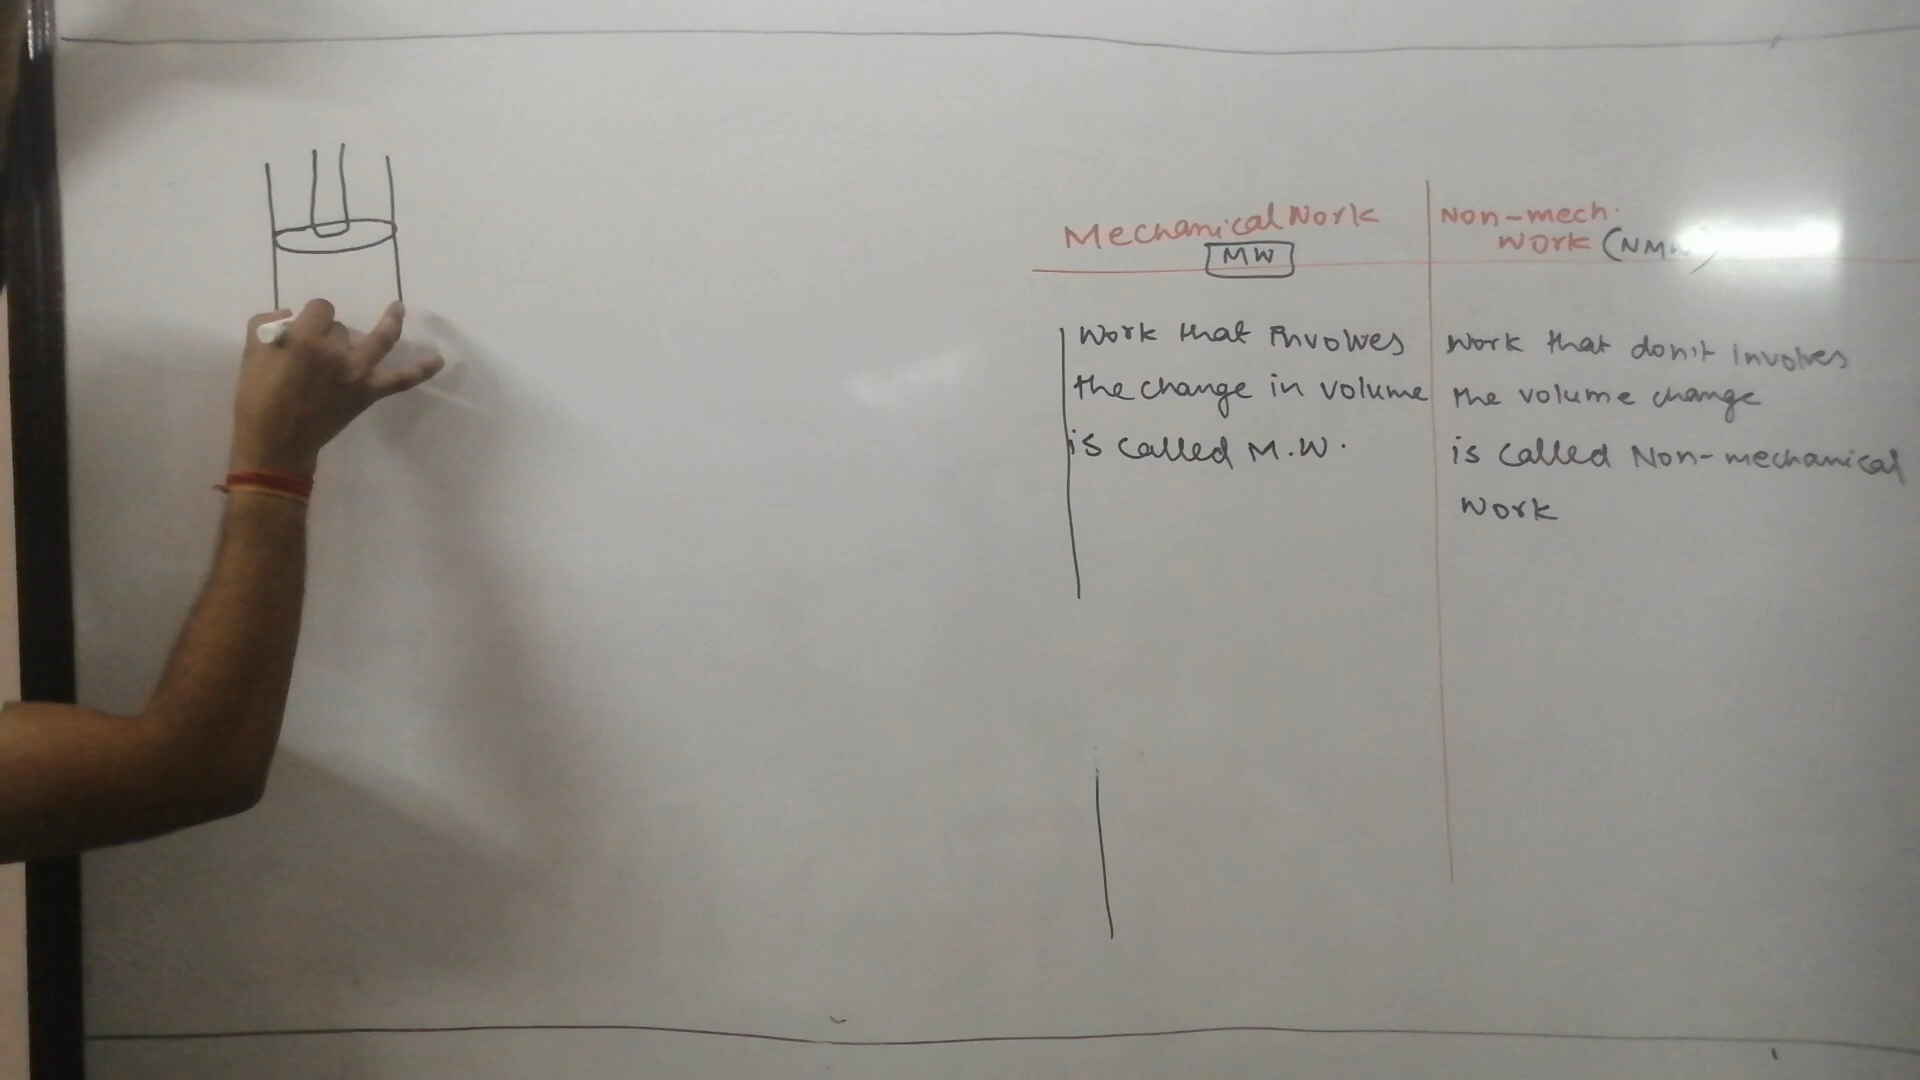 Mechanical Work
MW
Non-mech.
Work (NMW)
Work that involves
the change in volume
is called M.W.
Work that don't involves
the volume change
is called Non-mechanical
Work